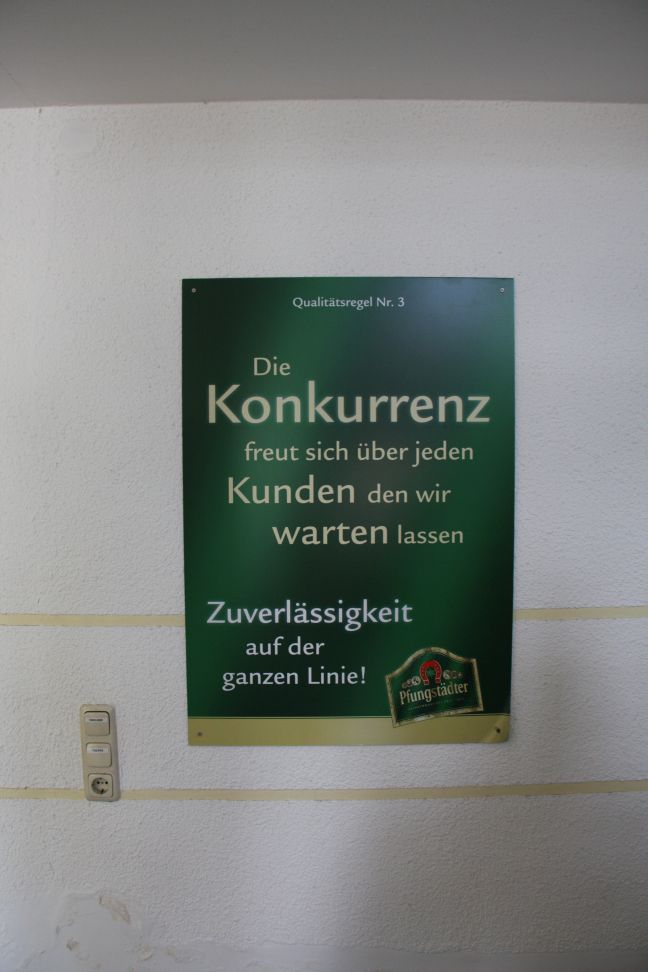 Qualitätsregel Nr. 3
Die
Konkurrenz
freut sich über jeden
Kunden den wir
warten lassen
Zuverlässigkeit
auf der
ganzen Linie!
Pfungstädter